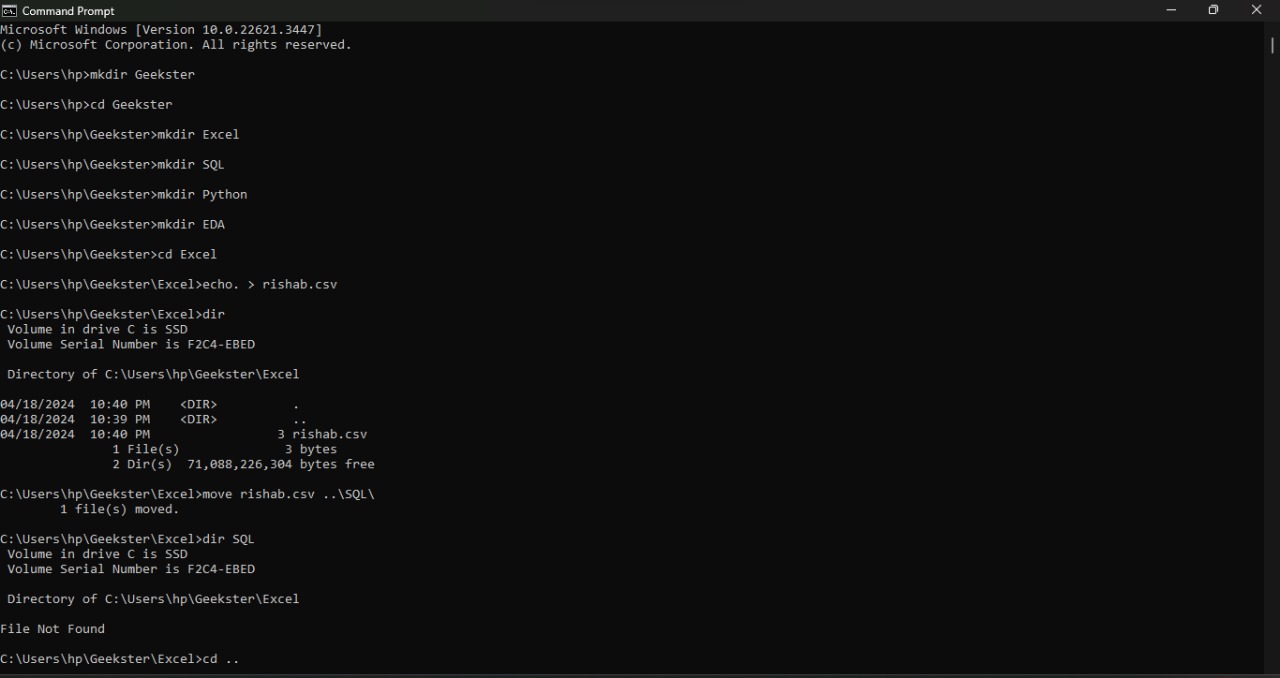 Command Prompt
Microsoft Windows [Version 10.0.22621.3447]
(c) Microsoft Corporation. All rights reserved.
C:\Users\hp>mkdir Geekster
C:\Users\hp>cd Geekster
C:\Users\hp\Geekster>mkdir Excel
C:\Users\hp\Geekster>mkdir SQL
C:\Users\hp\Geekster>mkdir Python
C:\Users\hp\Geekster>mkdir EDA
C:\Users\hp\Geekster>cd Excel
C:\Users\hp\Geekster\Excel>echo. > rishab.csv
C:\Users\hp\Geekster\Excel>dir
Volume in drive C is SSD
Volume Serial Number is F2C4-EBED
Directory of C:\Users\hp\Geekster\Excel
04/18/2024  10:40 PM    <DIR>          .
04/18/2024  10:39 PM    <DIR>          ..
04/18/2024  10:40 PM                 3 rishab.csv
1 File(s)              3 bytes
2 Dir(s)  71,088,226,304 bytes free
C:\Users\hp\Geekster\Excel>move rishab.csv ..\SQL\
1 file(s) moved.
C:\Users\hp\Geekster\Excel>dir SQL
Volume in drive C is SSD
Volume Serial Number is F2C4-EBED
Directory of C:\Users\hp\Geekster\Excel
File Not Found
C:\Users\hp\Geekster\Excel>cd ..